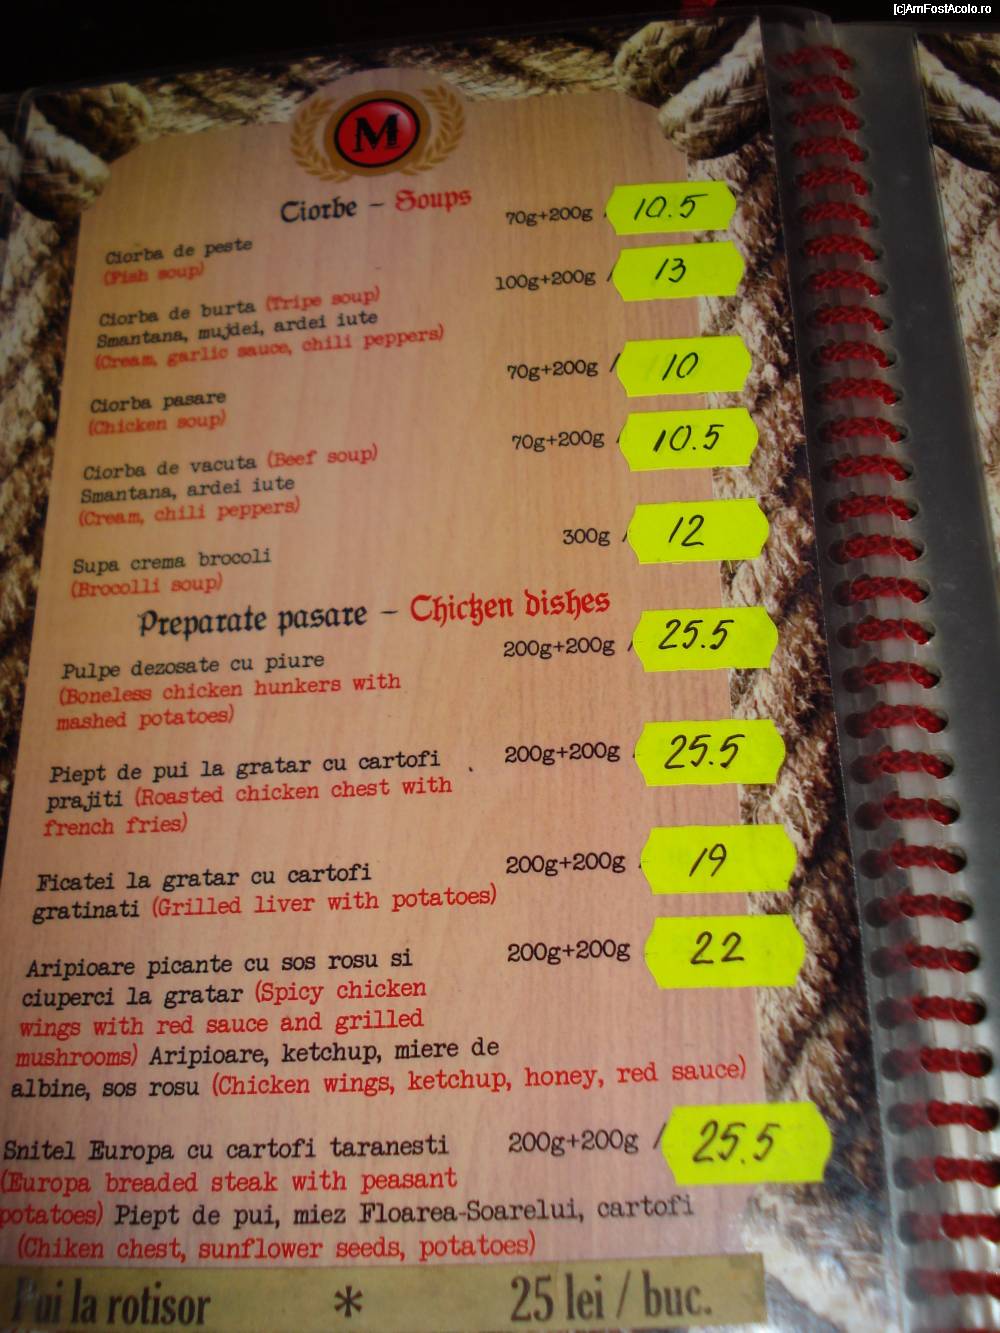 [c]AmFostAcolo.ro
M
Ciorbe - Soups
Ciorba de peste 70g+200g / 10.5
(Fish soup)
Ciorba de burta (Tripe soup) 100g+200g / 13
Smantana, mujdei, ardei iute
(Cream, garlic sauce, chili peppers)
Ciorba pasare 70g+200g / 10
(Chicken soup)
Ciorba de vacuta (Beef soup) 70g+200g / 10.5
Smantana, ardei iute
(Cream, chili peppers)
Supa crema brocoli 300g / 12
(Brocolli soup)
Preparate pasare - Chicken dishes
Pulpe dezosate cu piure 200g+200g / 25.5
(Boneless chicken hunkers with
mashed potatoes)
Piept de pui la gratar cu cartofi 200g+200g 25.5
prajiti (Roasted chicken chest with
french fries)
Ficatei la gratar cu cartofi 200g+200g 19
gratinati (Grilled liver with potatoes)
Aripioare picante cu sos rosu si 200g+200g 22
ciuperci la gratar (Spicy chicken
wings with red sauce and grilled
mushrooms) Aripioare, ketchup, miere de
albine, sos rosu (Chicken wings, ketchup, honey, red sauce)
Snitel Europa cu cartofi taranesti 200g+200g / 25.5
(Europa breaded steak with peasant
potatoes) Piept de pui, miez Floarea-Soarelui, cartofi
(Chiken chest, sunflower seeds, potatoes)
Pui la rotisor * 25 lei / buc.